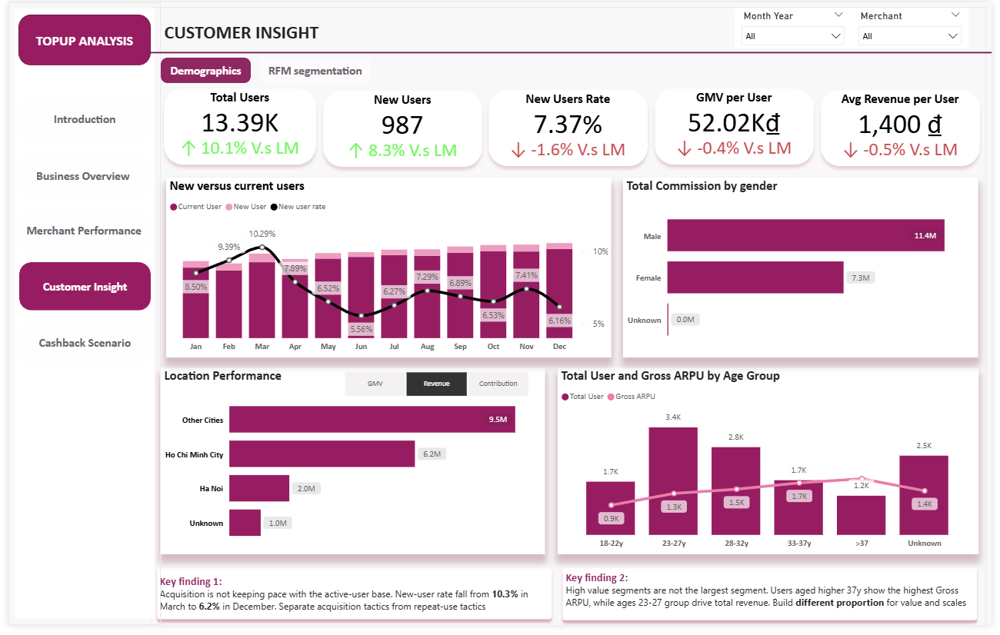 TOPUP ANALYSIS
Introduction
Business Overview
Merchant Performance
Customer Insight
Cashback Scenario
CUSTOMER INSIGHT
Month Year
All
Merchant
All
Demographics
RFM segmentation
Total Users
13.39K
↑ 10.1% V.s LM
New Users
987
↑ 8.3% V.s LM
New Users Rate
7.37%
↓ -1.6% V.s LM
GMV per User
52.02K₫
↓ -0.4% V.s LM
Avg Revenue per User
1,400 ₫
↓ -0.5% V.s LM
New versus current users
Current User New User New user rate
8.50%
9.39%
10.29%
7.89%
6.52%
5.56%
6.27%
7.29%
6.89%
6.53%
7.41%
6.16%
10%
5%
Jan Feb Mar Apr May Jun Jul Aug Sep Oct Nov Dec
Total Commission by gender
Male 11.4M
Female 7.3M
Unknown 0.0M
Location Performance
GMV Revenue Contribution
Other Cities 9.5M
Ho Chi Minh City 6.2M
Ha Noi 2.0M
Unknown 1.0M
Total User and Gross ARPU by Age Group
Total User Gross ARPU
1.7K
3.4K
2.8K
1.7K
1.2K
2.5K
0.9K
1.3K
1.5K
1.7K
1.4K
18-22y 23-27y 28-32y 33-37y >37 Unknown
Key finding 1:
Acquisition is not keeping pace with the active-user base. New-user rate fall from 10.3% in
March to 6.2% in December. Separate acquisition tactics from repeat-use tactics
Key finding 2:
High value segments are not the largest segment. Users aged higher 37y show the highest Gross
ARPU, while ages 23-27 group drive total revenue. Build different proportion for value and scales